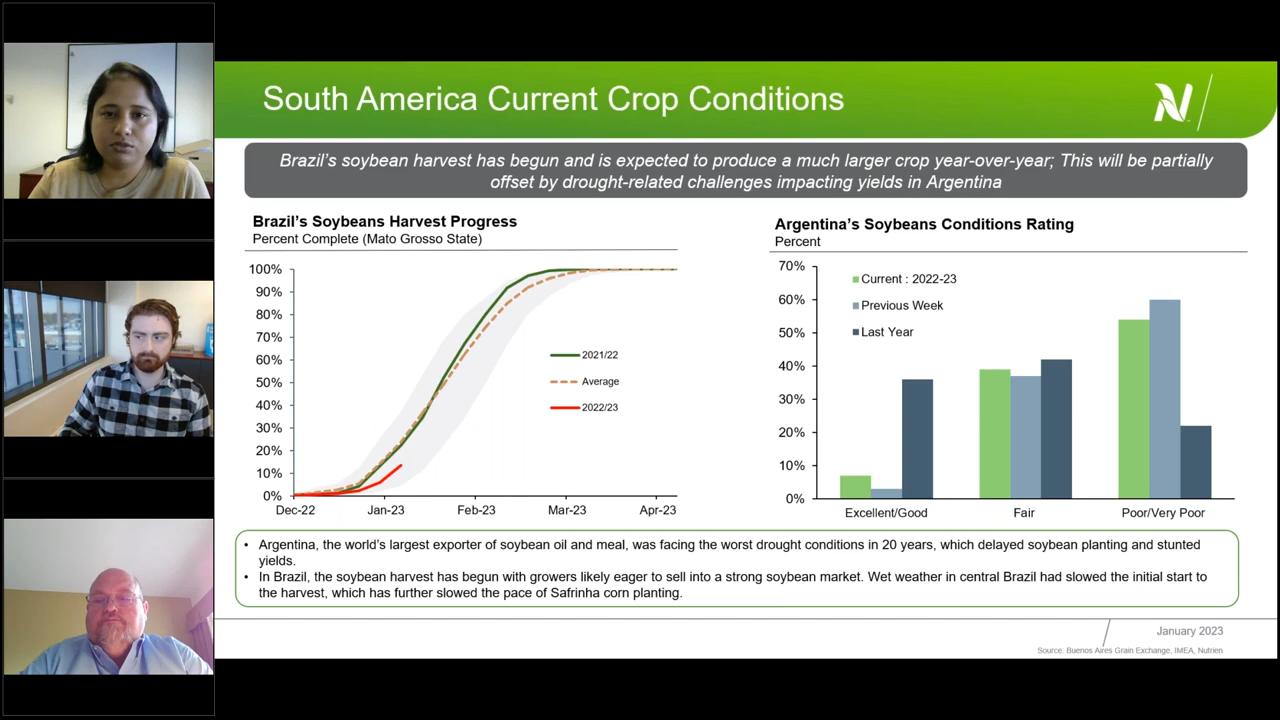 South America Current Crop Conditions
Brazil's soybean harvest has begun and is expected to produce a much larger crop year-over-year; This will be partially
offset by drought-related challenges impacting yields in Argentina
Brazil's Soybeans Harvest Progress
Percent Complete (Mato Grosso State)
100%
90%
80%
70%
60%
50%
40%
30%
20%
10%
0%
Dec-22 Jan-23 Feb-23 Mar-23 Apr-23
2021/22
Average
2022/23
Argentina's Soybeans Conditions Rating
Percent
70%
60%
50%
40%
30%
20%
10%
0%
Current : 2022-23
Previous Week
Last Year
Excellent/Good Fair Poor/Very Poor
• Argentina, the world's largest exporter of soybean oil and meal, was facing the worst drought conditions in 20 years, which delayed soybean planting and stunted
yields.
• In Brazil, the soybean harvest has begun with growers likely eager to sell into a strong soybean market. Wet weather in central Brazil had slowed the initial start to
the harvest, which has further slowed the pace of Safrinha corn planting.
January 2023
Source: Buenos Aires Grain Exchange, IMEA, Nutrien